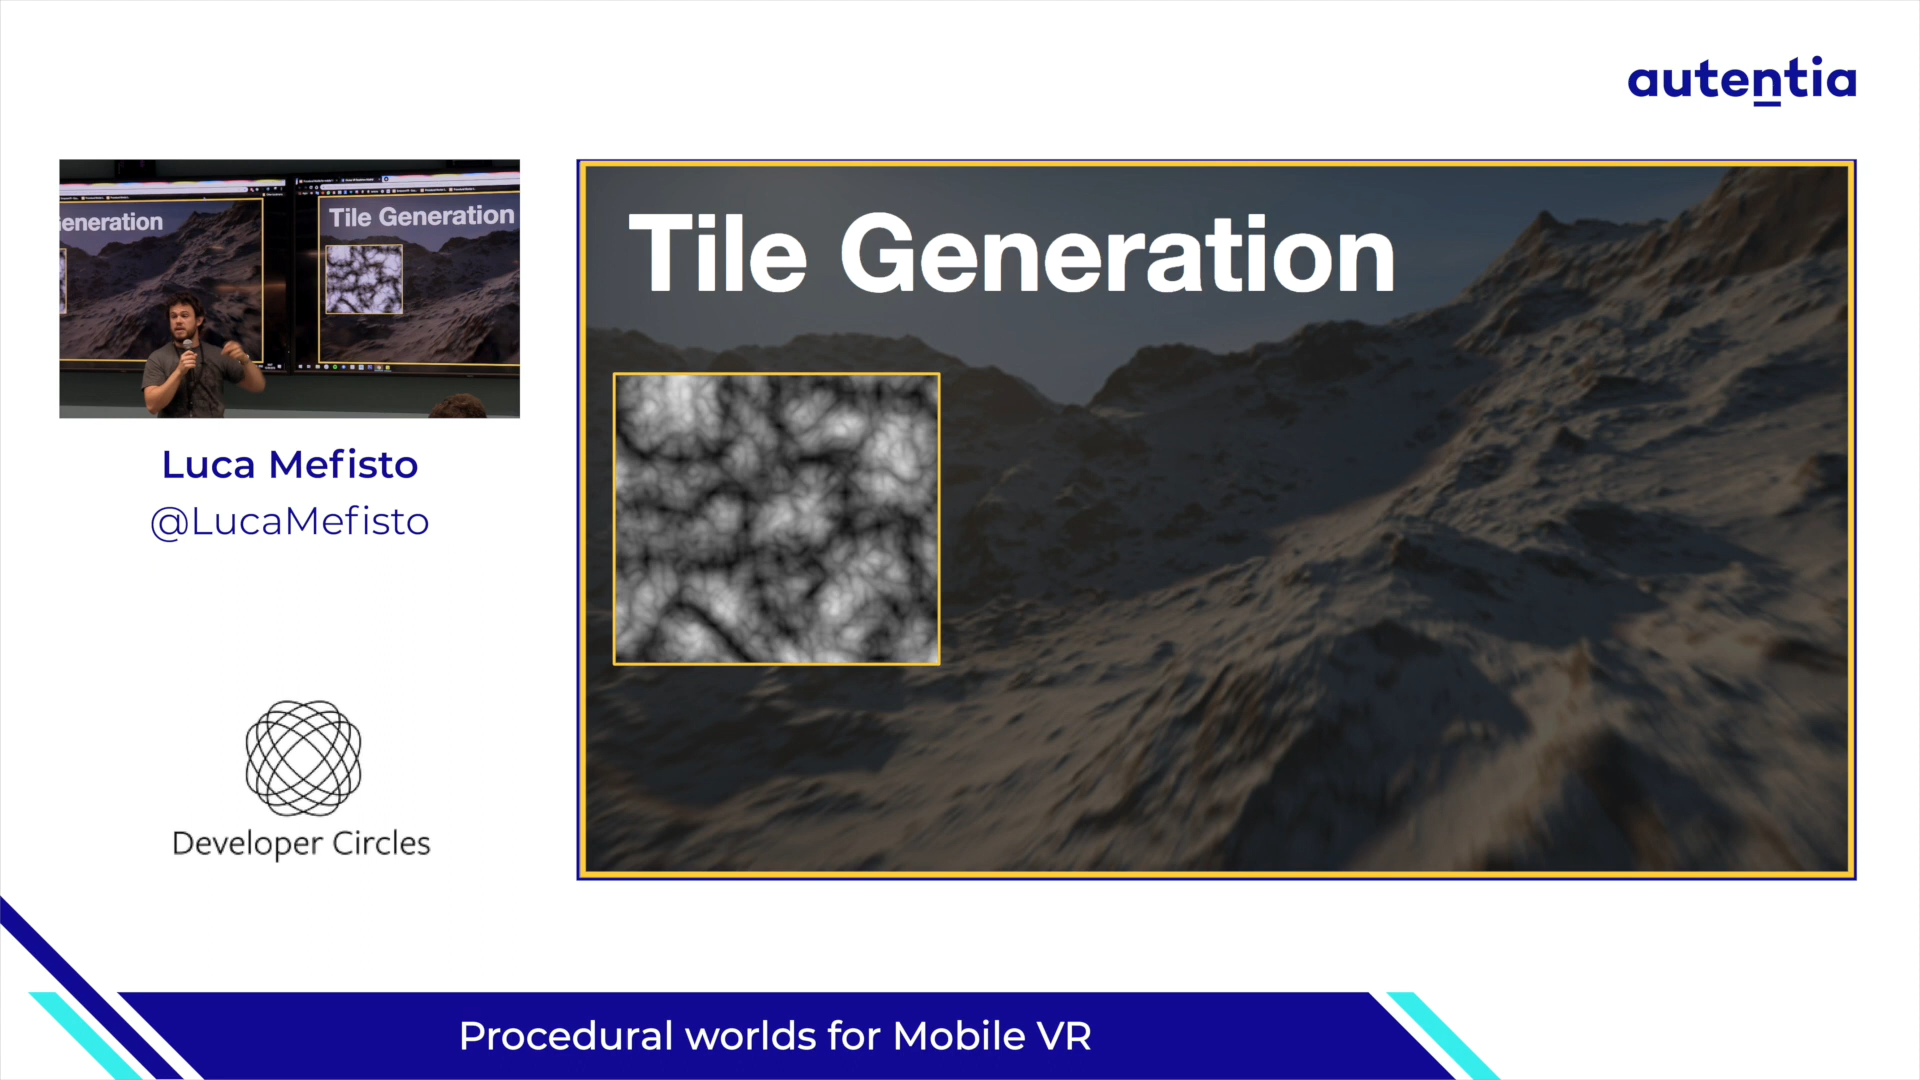 autentia
eneration
Tile Generation
Tile Generation
Luca Mefisto
@LucaMefisto
Developer Circles
Procedural worlds for Mobile VR